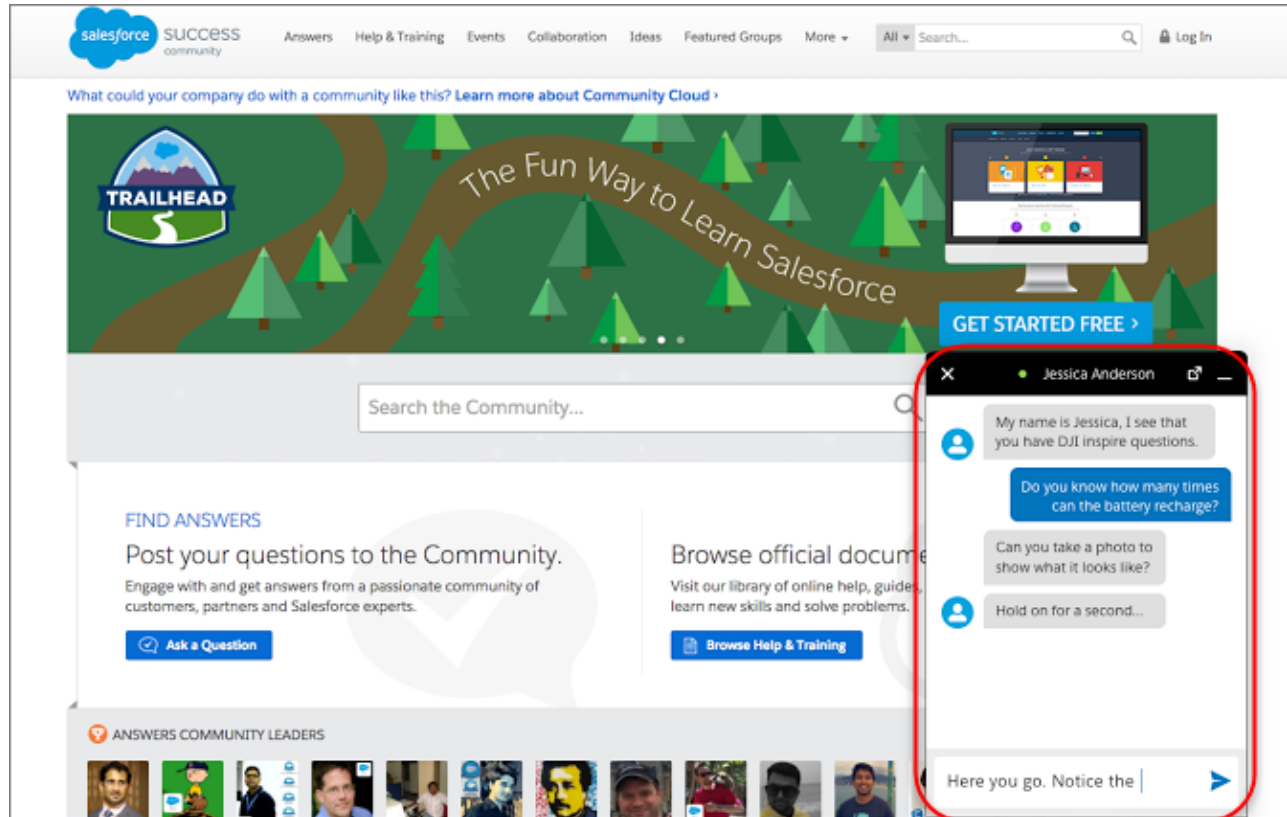 salesforce
success
community
Answers Help & Training Events Collaboration Ideas Featured Groups More All Search... Log In
What could your company do with a community like this? Learn more about Community Cloud ›
TRAILHEAD
The Fun Way to Learn Salesforce
GET STARTED FREE ›
Search the Community...
FIND ANSWERS
Post your questions to the Community.
Engage with and get answers from a passionate community of
customers, partners and Salesforce experts.
Ask a Question
Browse official docume
Visit our library of online help, guides,
learn new skills and solve problems.
Browse Help & Training
ANSWERS COMMUNITY LEADERS
Jessica Anderson
My name is Jessica, I see that
you have DJI inspire questions.
Do you know how many times
can the battery recharge?
Can you take a photo to
show what it looks like?
Hold on for a second...
Here you go. Notice the